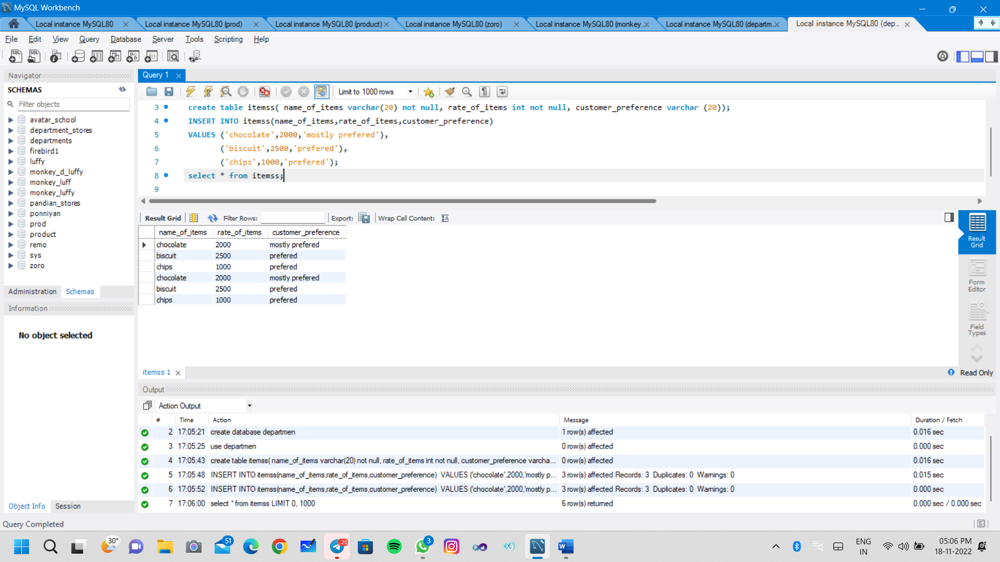 MySQL Workbench
Local instance MySQL80
Local instance MySQL80 (prod)
Local instance MySQL80 (product)
Local instance MySQL80 (zoro)
Local instance MySQL80 (monkey...
Local instance MySQL80 (departm...
Local instance MySQL80 (dep...
File Edit View Query Database Server Tools Scripting Help
Navigator
SCHEMAS
Filter objects
avatar_school
department_stores
departments
firebird1
luffy
monkey_d_luffy
monkey_luff
monkey_luffy
pandian_stores
ponniyan
prod
product
remo
sys
zoro
Administration Schemas
Information
No object selected
Object Info Session
Query 1
Limit to 1000 rows
3 create table itemss( name_of_items varchar(20) not null, rate_of_items int not null, customer_preference varchar (20));
4 INSERT INTO itemss(name_of_items,rate_of_items,customer_preference)
5 VALUES ('chocolate',2000,'mostly prefered'),
6 ('biscuit',2500,'prefered'),
7 ('chips',1000,'prefered');
8 select * from itemss;
9
Result Grid Filter Rows: Export: Wrap Cell Content:
name_of_items rate_of_items customer_preference
chocolate 2000 mostly prefered
biscuit 2500 prefered
chips 1000 prefered
chocolate 2000 mostly prefered
biscuit 2500 prefered
chips 1000 prefered
Result
Grid
Form
Editor
Field
Types
itemss 1
Read Only
Output
Action Output
# Time Action Message Duration / Fetch
2 17:05:21 create database departmen 1 row(s) affected 0.016 sec
3 17:05:25 use departmen 0 row(s) affected 0.000 sec
4 17:05:43 create table itemss( name_of_items varchar(20) not null, rate_of_items int not null, customer_preference varcha... 0 row(s) affected 0.016 sec
5 17:05:48 INSERT INTO itemss(name_of_items,rate_of_items,customer_preference) VALUES ('chocolate',2000,'mostly p... 3 row(s) affected Records: 3 Duplicates: 0 Warnings: 0 0.015 sec
6 17:05:52 INSERT INTO itemss(name_of_items,rate_of_items,customer_preference) VALUES ('chocolate',2000,'mostly p... 3 row(s) affected Records: 3 Duplicates: 0 Warnings: 0 0.000 sec
7 17:06:00 select * from itemss LIMIT 0, 1000 6 row(s) returned 0.000 sec / 0.000 sec
Query Completed
30°
51
20
3
ENG
IN
05:06 PM
18-11-2022